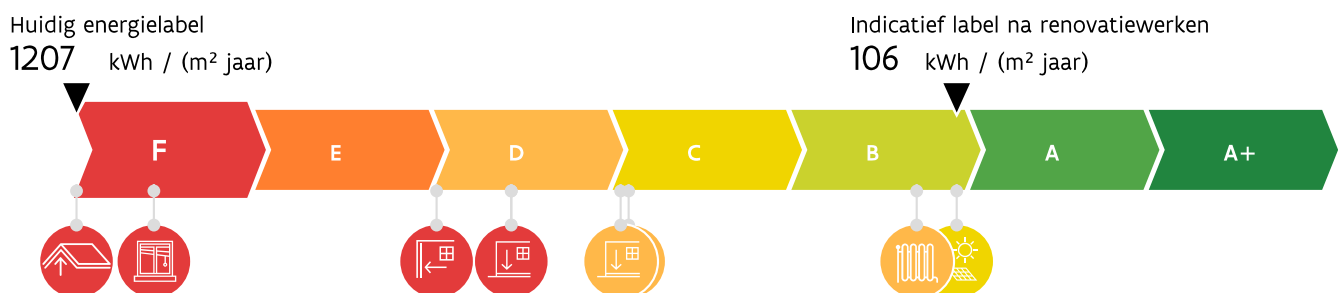 Huidig energielabel
1207 kWh / (m² jaar)
Indicatief label na renovatiewerken
106 kWh / (m² jaar)
F E D C B A A+